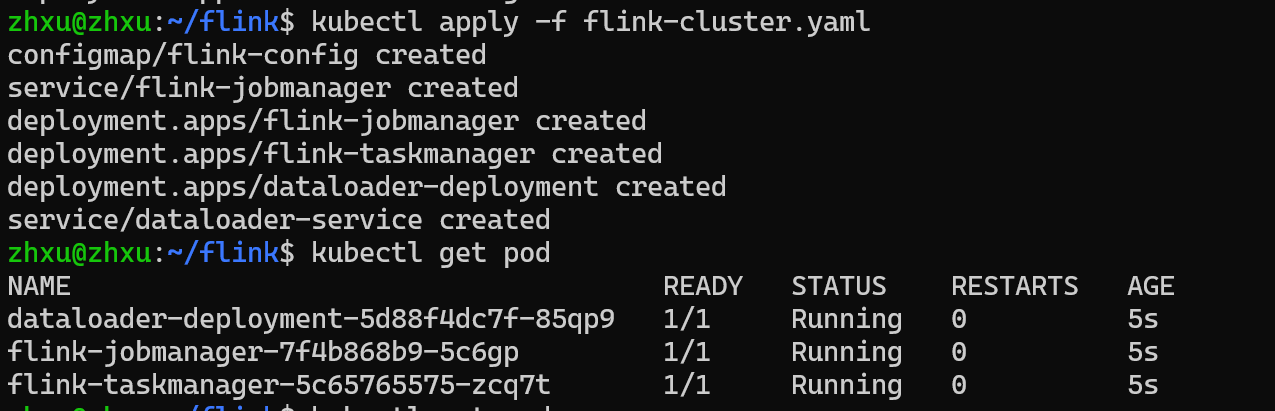 zhxu@zhxu:~/flink$ kubectl apply -f flink-cluster.yaml
configmap/flink-config created
service/flink-jobmanager created
deployment.apps/flink-jobmanager created
deployment.apps/flink-taskmanager created
deployment.apps/dataloader-deployment created
service/dataloader-service created
zhxu@zhxu:~/flink$ kubectl get pod
NAME READY STATUS RESTARTS AGE
dataloader-deployment-5d88f4dc7f-85qp9 1/1 Running 0 5s
flink-jobmanager-7f4b868b9-5c6gp 1/1 Running 0 5s
flink-taskmanager-5c65765575-zcq7t 1/1 Running 0 5s